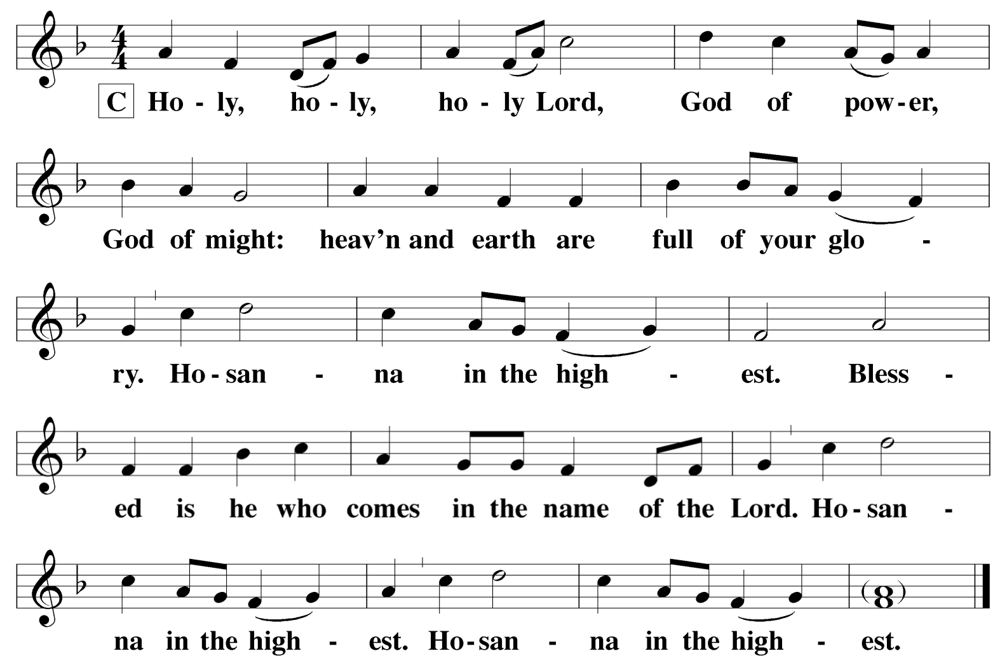 C Ho - ly, ho - ly, ho - ly Lord, God of pow - er,
God of might: heav’n and earth are full of your glo -
ry. Ho - san - na in the high - est. Bless -
ed is he who comes in the name of the Lord. Ho - san -
na in the high - est. Ho - san - na in the high - est.